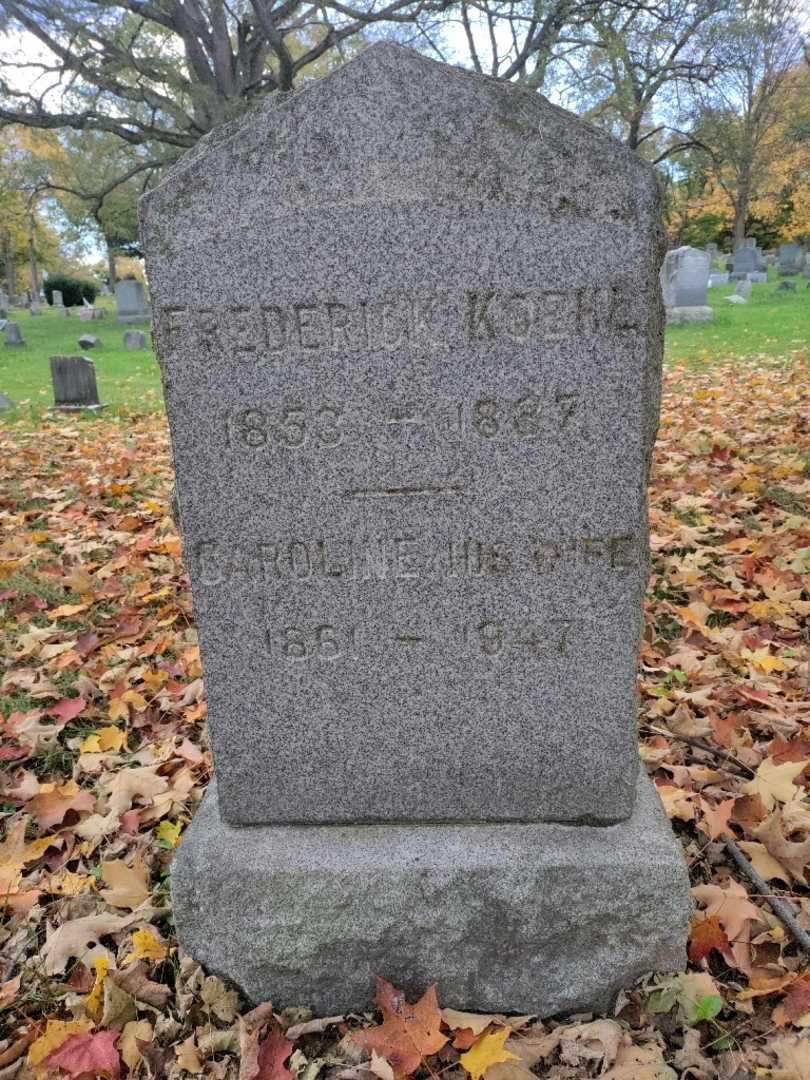 FREDERICK KOEHL
1853 – 1887
CAROLINE HIS WIFE
1861 – 1947